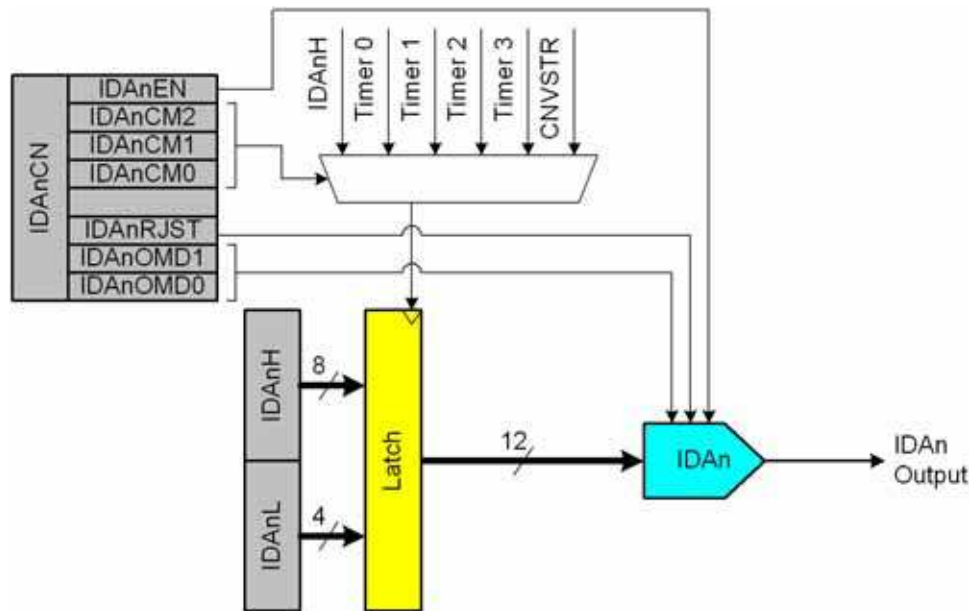 IDAnCN
IDAnEN
IDAnCM2
IDAnCM1
IDAnCM0
IDAnRJST
IDAnOMD1
IDAnOMD0
IDAnH
Timer 0
Timer 1
Timer 2
Timer 3
CNVSTR
IDAnH
IDAnL
8
4
Latch
12
IDAn
IDAn
Output